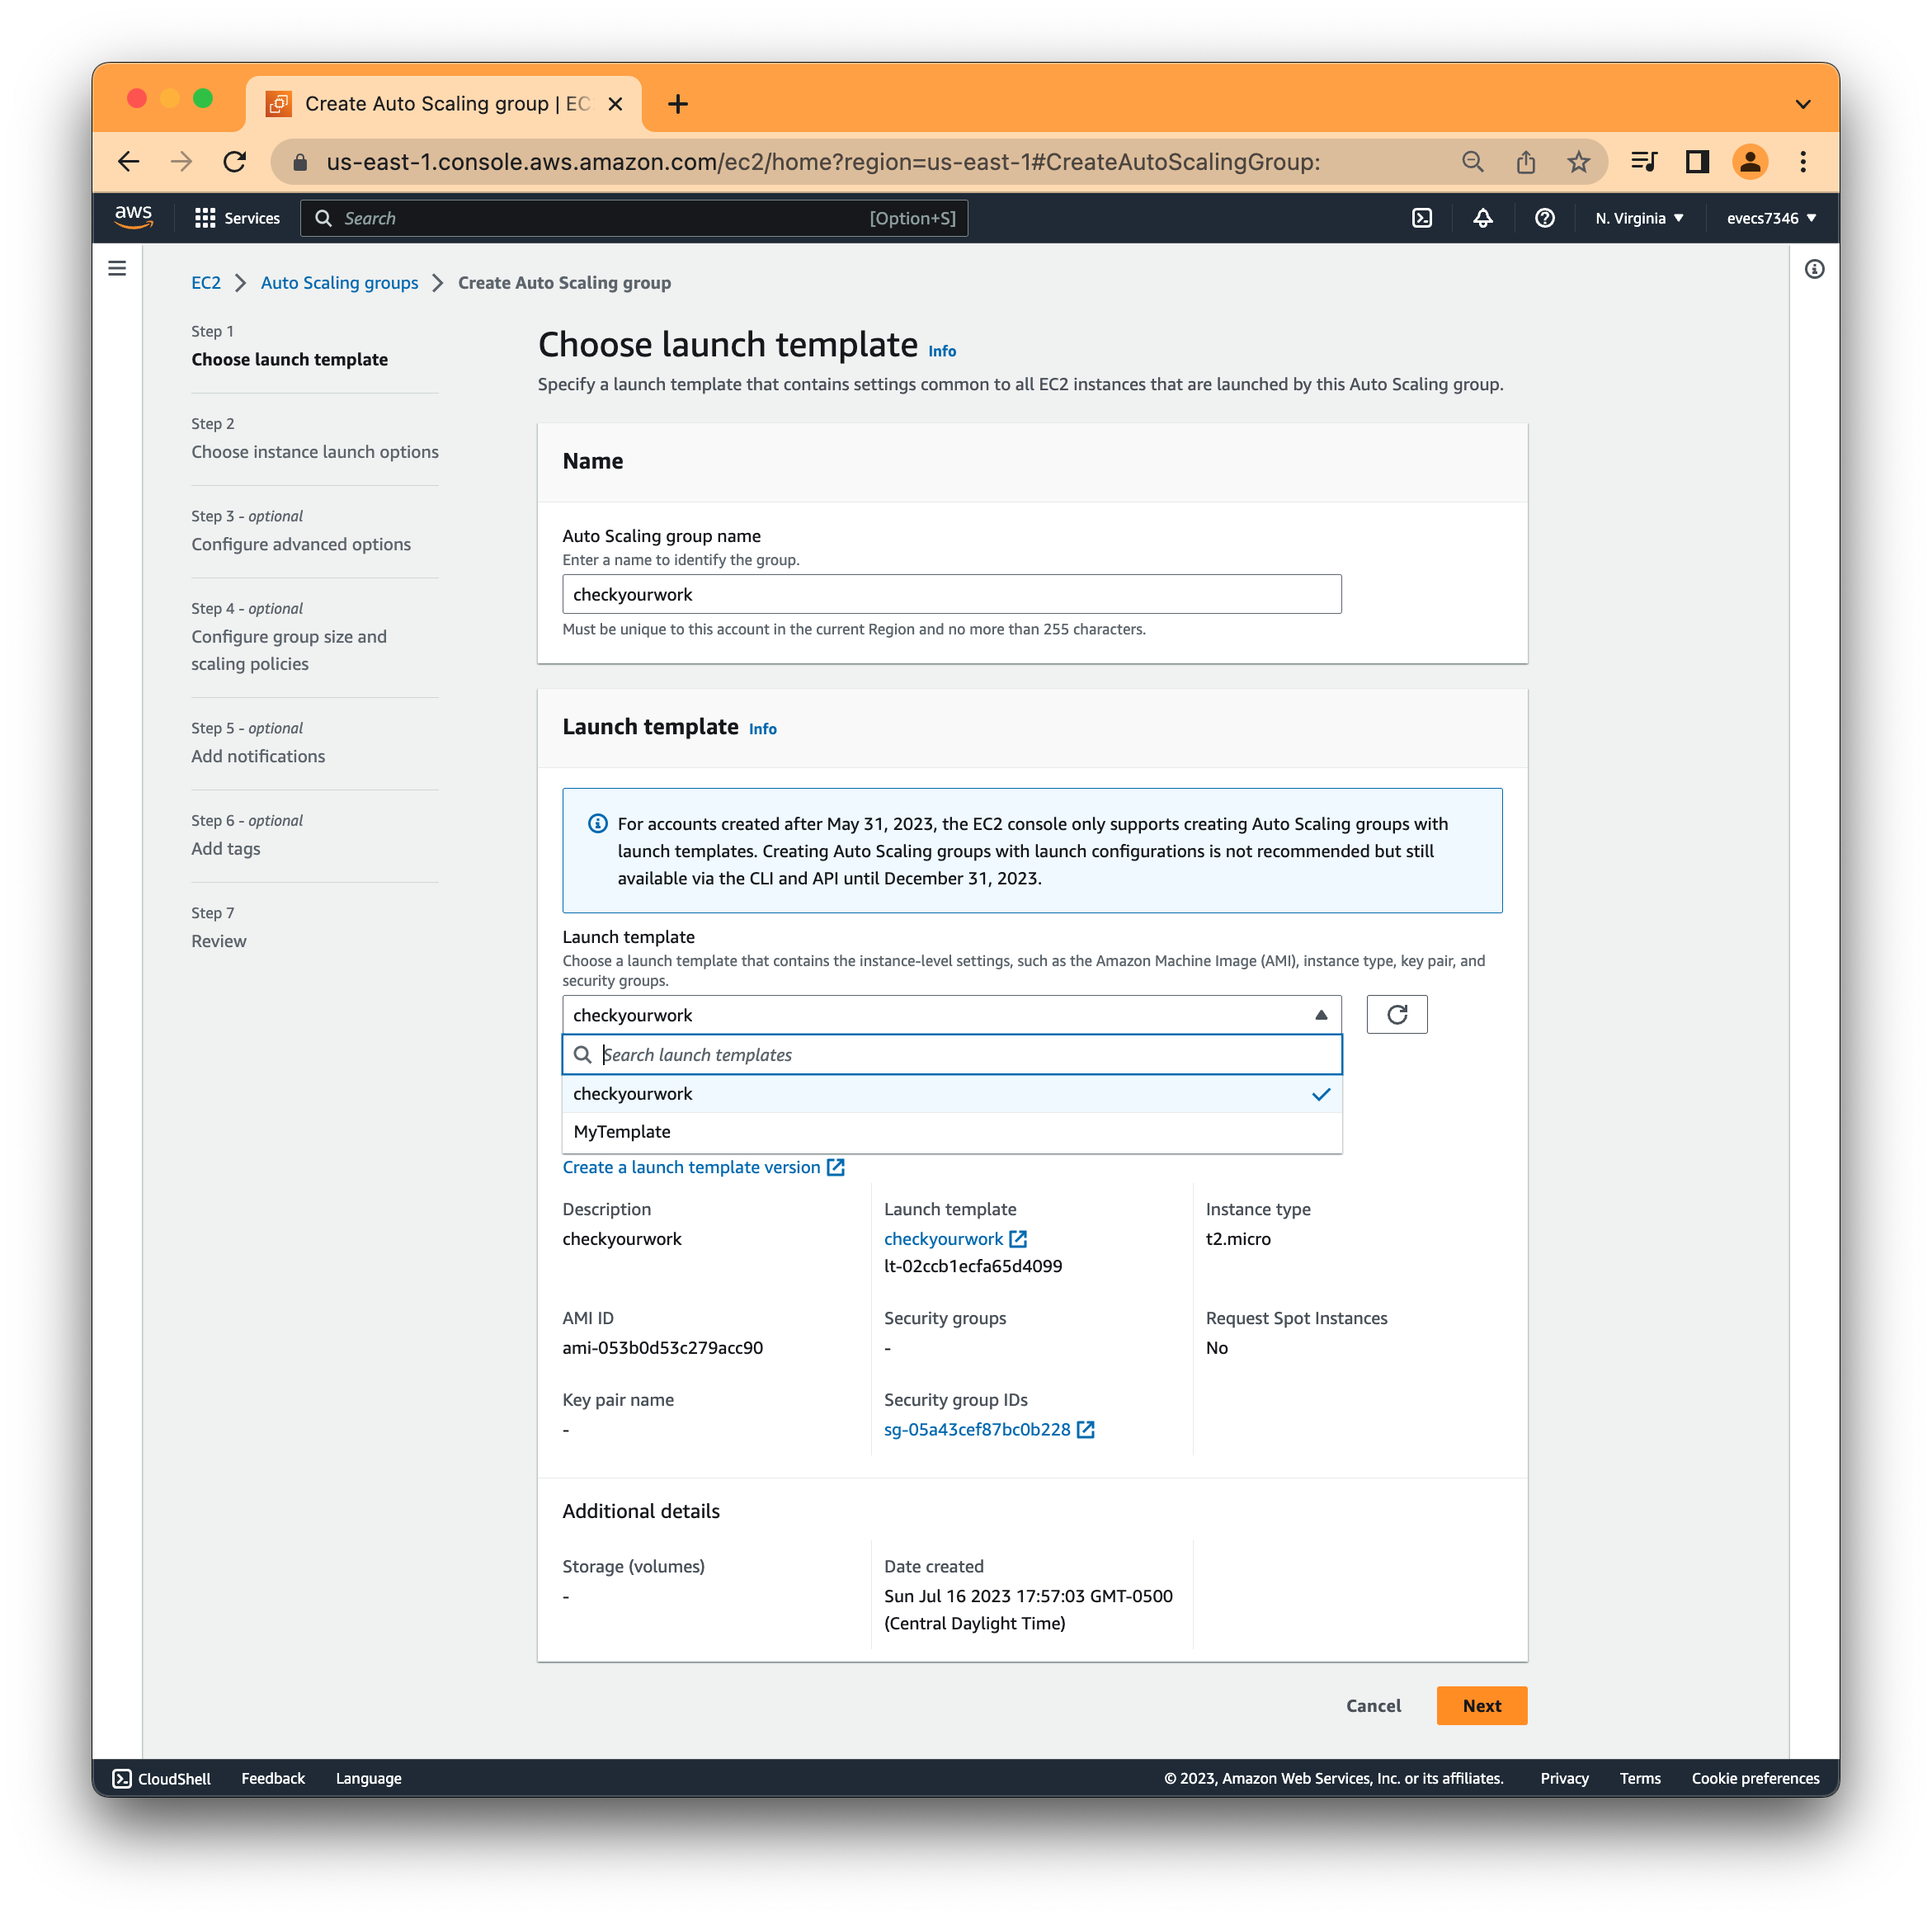 Create Auto Scaling group | EC
us-east-1.console.aws.amazon.com/ec2/home?region=us-east-1#CreateAutoScalingGroup:
aws
Services
Search
[Option+S]
N. Virginia
evecs7346
EC2
Auto Scaling groups
Create Auto Scaling group
Step 1
Choose launch template
Step 2
Choose instance launch options
Step 3 - optional
Configure advanced options
Step 4 - optional
Configure group size and
scaling policies
Step 5 - optional
Add notifications
Step 6 - optional
Add tags
Step 7
Review
Choose launch template Info
Specify a launch template that contains settings common to all EC2 instances that are launched by this Auto Scaling group.
Name
Auto Scaling group name
Enter a name to identify the group.
checkyourwork
Must be unique to this account in the current Region and no more than 255 characters.
Launch template Info
For accounts created after May 31, 2023, the EC2 console only supports creating Auto Scaling groups with
launch templates. Creating Auto Scaling groups with launch configurations is not recommended but still
available via the CLI and API until December 31, 2023.
Launch template
Choose a launch template that contains the instance-level settings, such as the Amazon Machine Image (AMI), instance type, key pair, and
security groups.
checkyourwork
Search launch templates
checkyourwork
MyTemplate
Create a launch template version
Description
checkyourwork
Launch template
checkyourwork
lt-02ccb1ecfa65d4099
Instance type
t2.micro
AMI ID
ami-053b0d53c279acc90
Security groups
-
Request Spot Instances
No
Key pair name
-
Security group IDs
sg-05a43cef87bc0b228
Additional details
Storage (volumes)
-
Date created
Sun Jul 16 2023 17:57:03 GMT-0500
(Central Daylight Time)
Cancel
Next
CloudShell
Feedback
Language
© 2023, Amazon Web Services, Inc. or its affiliates.
Privacy
Terms
Cookie preferences